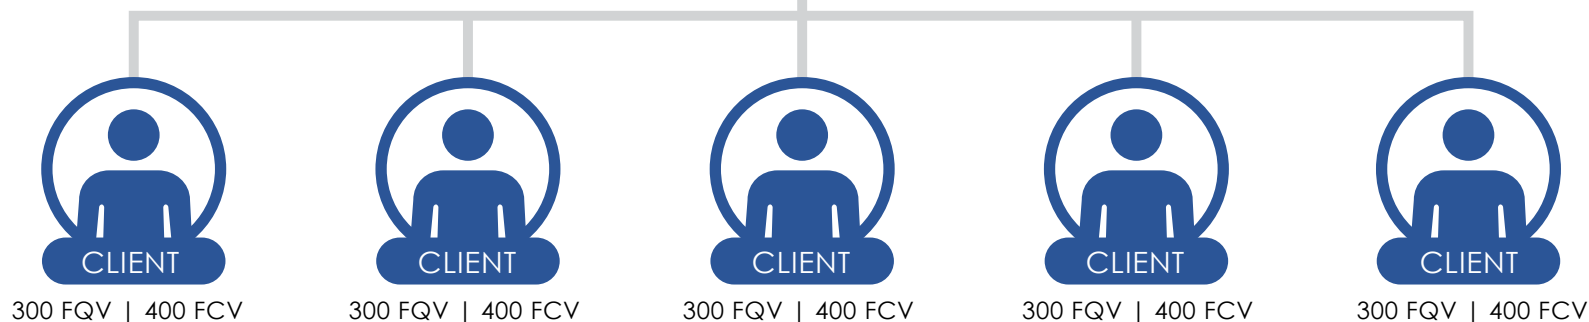 CLIENT CLIENT CLIENT CLIENT CLIENT
300 FQV | 400 FCV 300 FQV | 400 FCV 300 FQV | 400 FCV 300 FQV | 400 FCV 300 FQV | 400 FCV